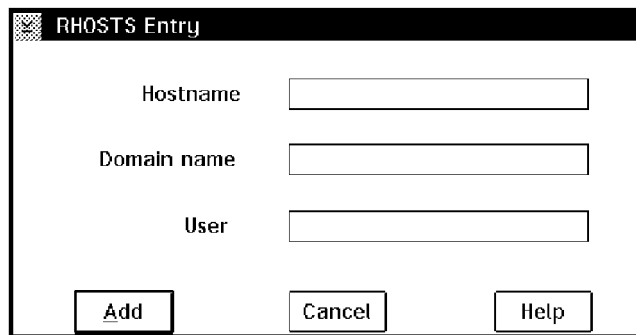 RHOSTS Entry
Hostname
Domain name
User
Add Cancel Help